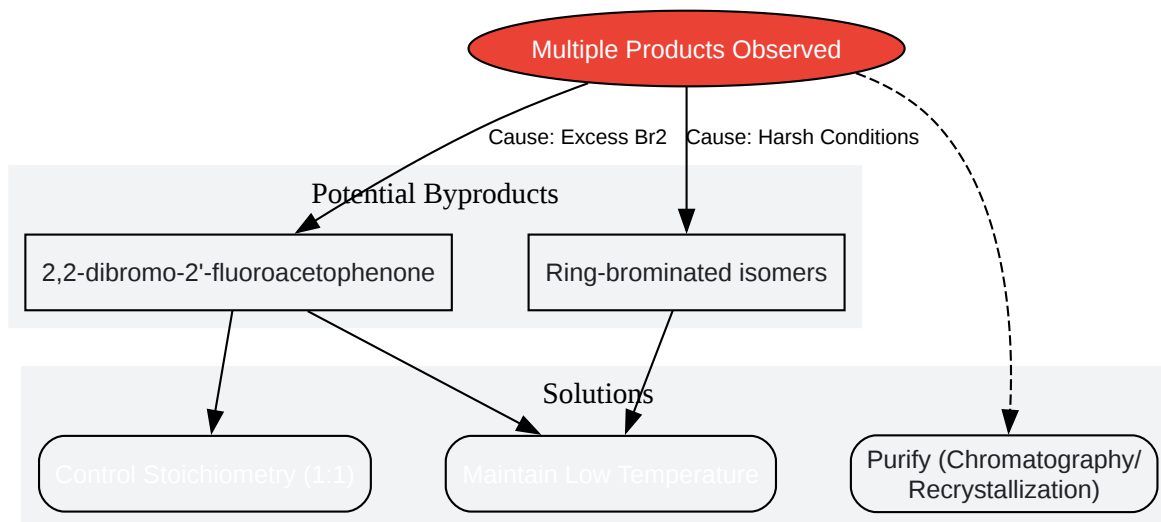 Multiple Products Observed
Cause: Excess Br2
Cause: Harsh Conditions
Potential Byproducts
2,2-dibromo-2'-fluoroacetophenone
Ring-brominated isomers
Solutions
Control Stoichiometry (1:1)
Maintain Low Temperature
Purify (Chromatography/
Recrystallization)